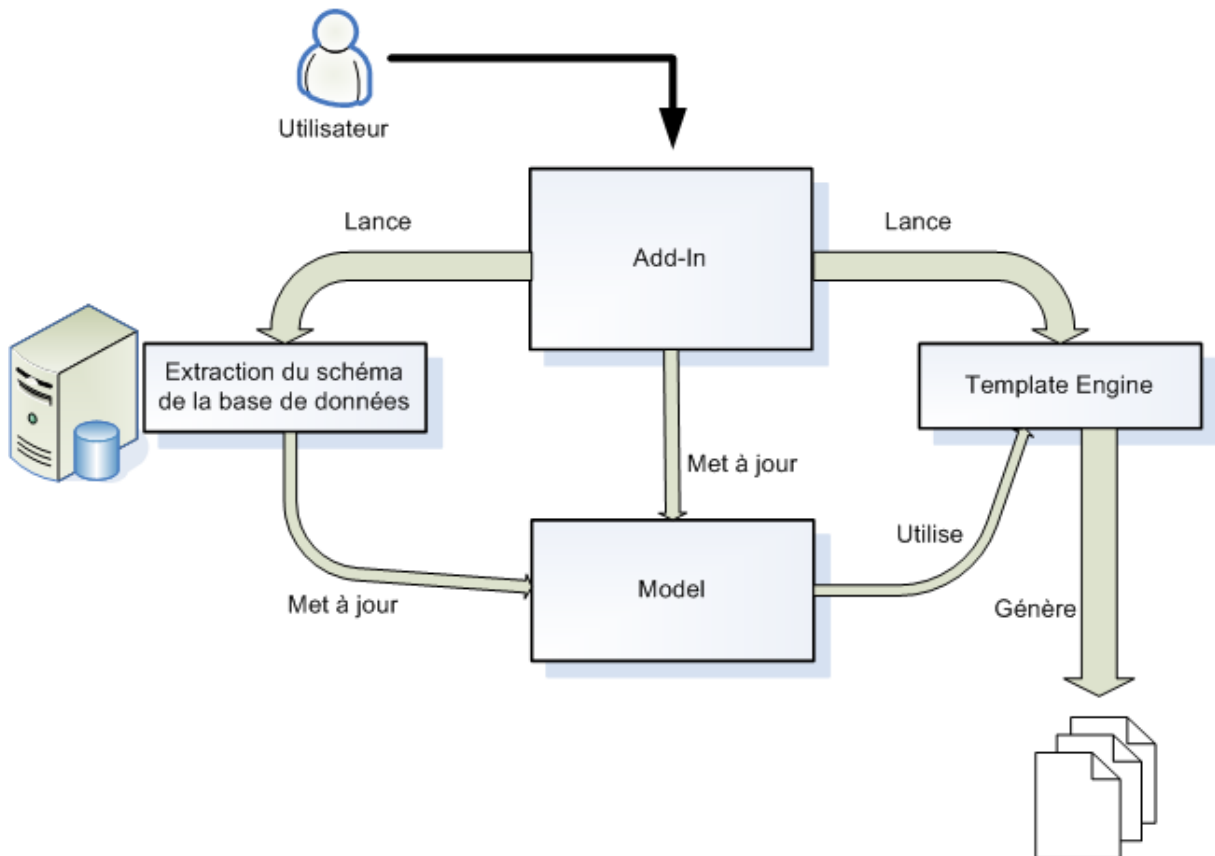 Utilisateur
Lance
Lance
Add-In
Extraction du schéma
de la base de données
Template Engine
Met à jour
Utilise
Model
Met à jour
Génère